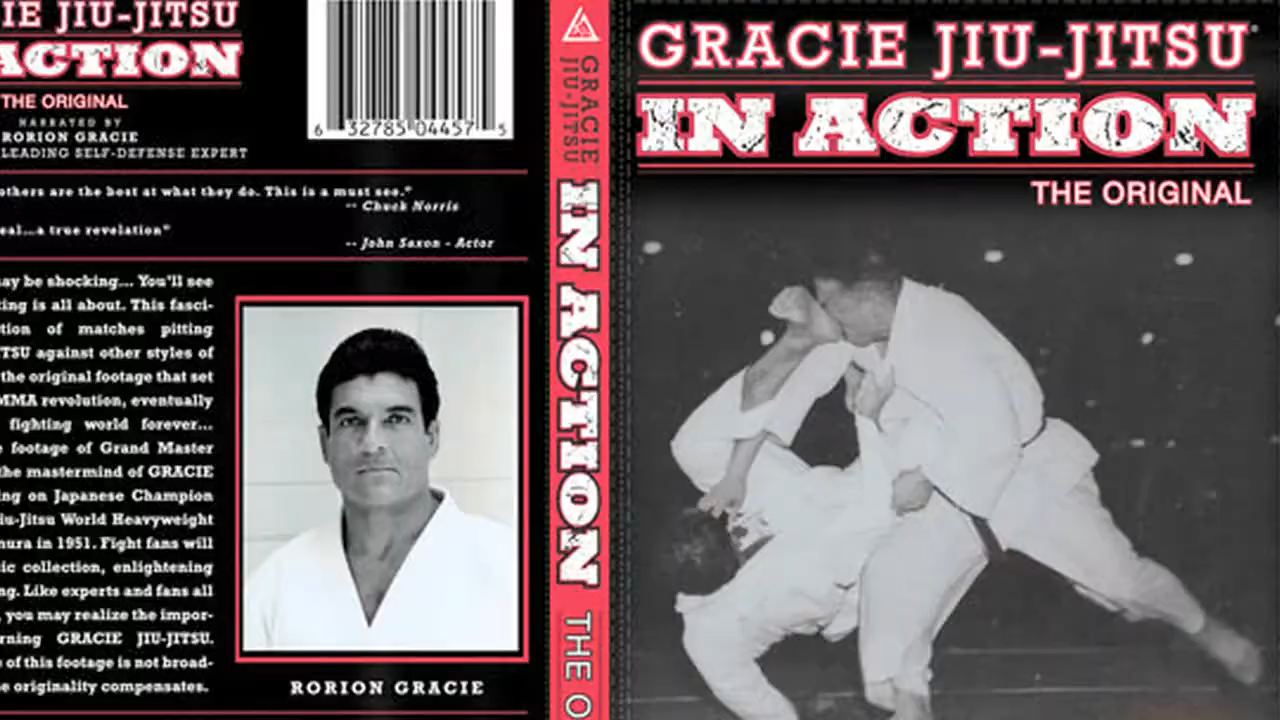 IE JIU-JITSU
ACTION
THE ORIGINAL
NARRATED BY
RORION GRACIE
LEADING SELF-DEFENSE EXPERT
6 32785 04457 5
others are the best at what they do. This is a must see."
-- Chuck Norris
eal...a true revelation"
-- John Saxon - Actor
ay be shocking... You'll see
ting is all about. This fasci-
tion of matches pitting
TSU against other styles of
the original footage that set
MMA revolution, eventually
fighting world forever...
e footage of Grand Master
the mastermind of GRACIE
ing on Japanese Champion
iu-Jitsu World Heavyweight
mura in 1951. Fight fans will
ic collection, enlightening
ng. Like experts and fans all
, you may realize the impor-
rning GRACIE JIU-JITSU.
e of this footage is not broad-
e originality compensates.
RORION GRACIE
GRACIE
JIU-JITSU
IN ACTION
THE O
GRACIE JIU-JITSU
IN ACTION
THE ORIGINAL